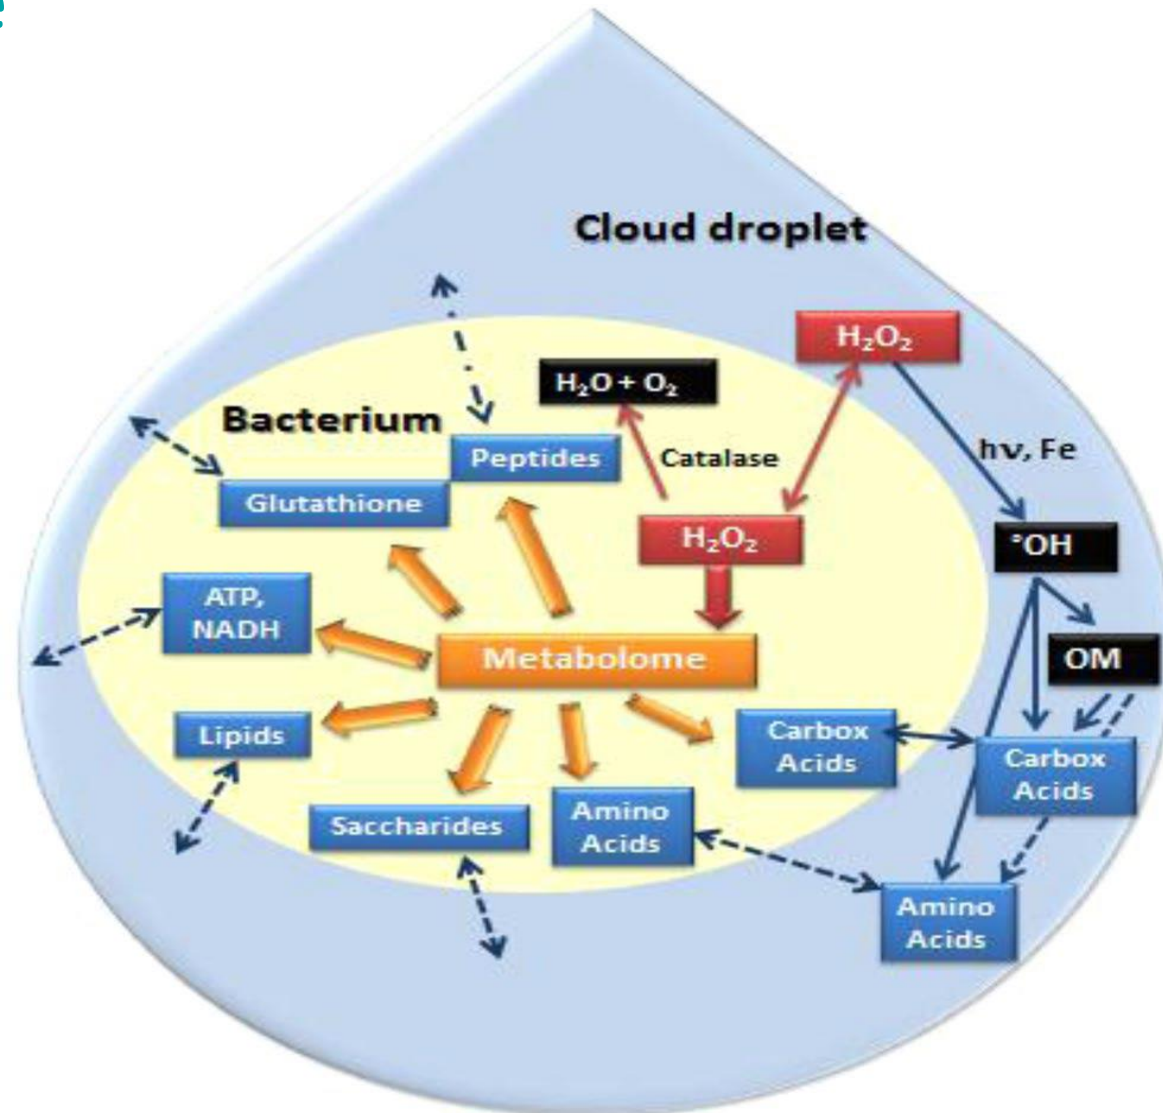 Cloud droplet
H₂O₂
H₂O + O₂
Bacterium
Peptides
Catalase
hν, Fe
Glutathione
H₂O₂
°OH
ATP,
NADH
Metabolome
OM
Lipids
Carbox
Acids
Carbox
Acids
Saccharides
Amino
Acids
Amino
Acids